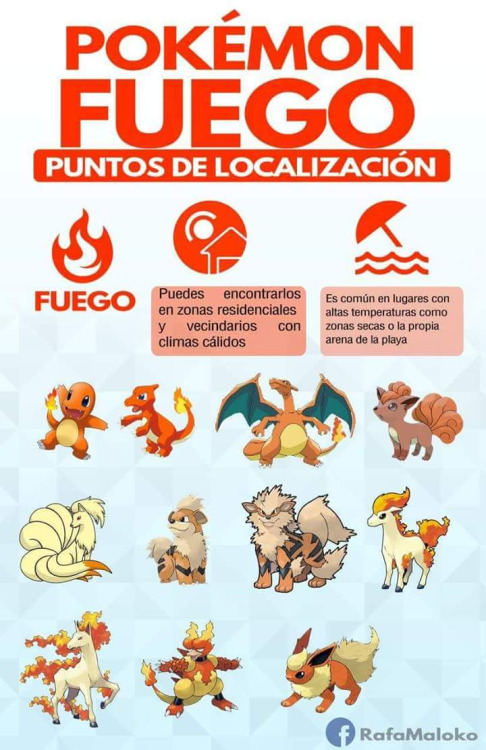 POKÉMON
FUEGO
PUNTOS DE LOCALIZACIÓN
FUEGO
Puedes encontrarlos
en zonas residenciales
y vecindarios con
climas cálidos
Es común en lugares con
altas temperaturas como
zonas secas o la propia
arena de la playa
f RafaMaloko